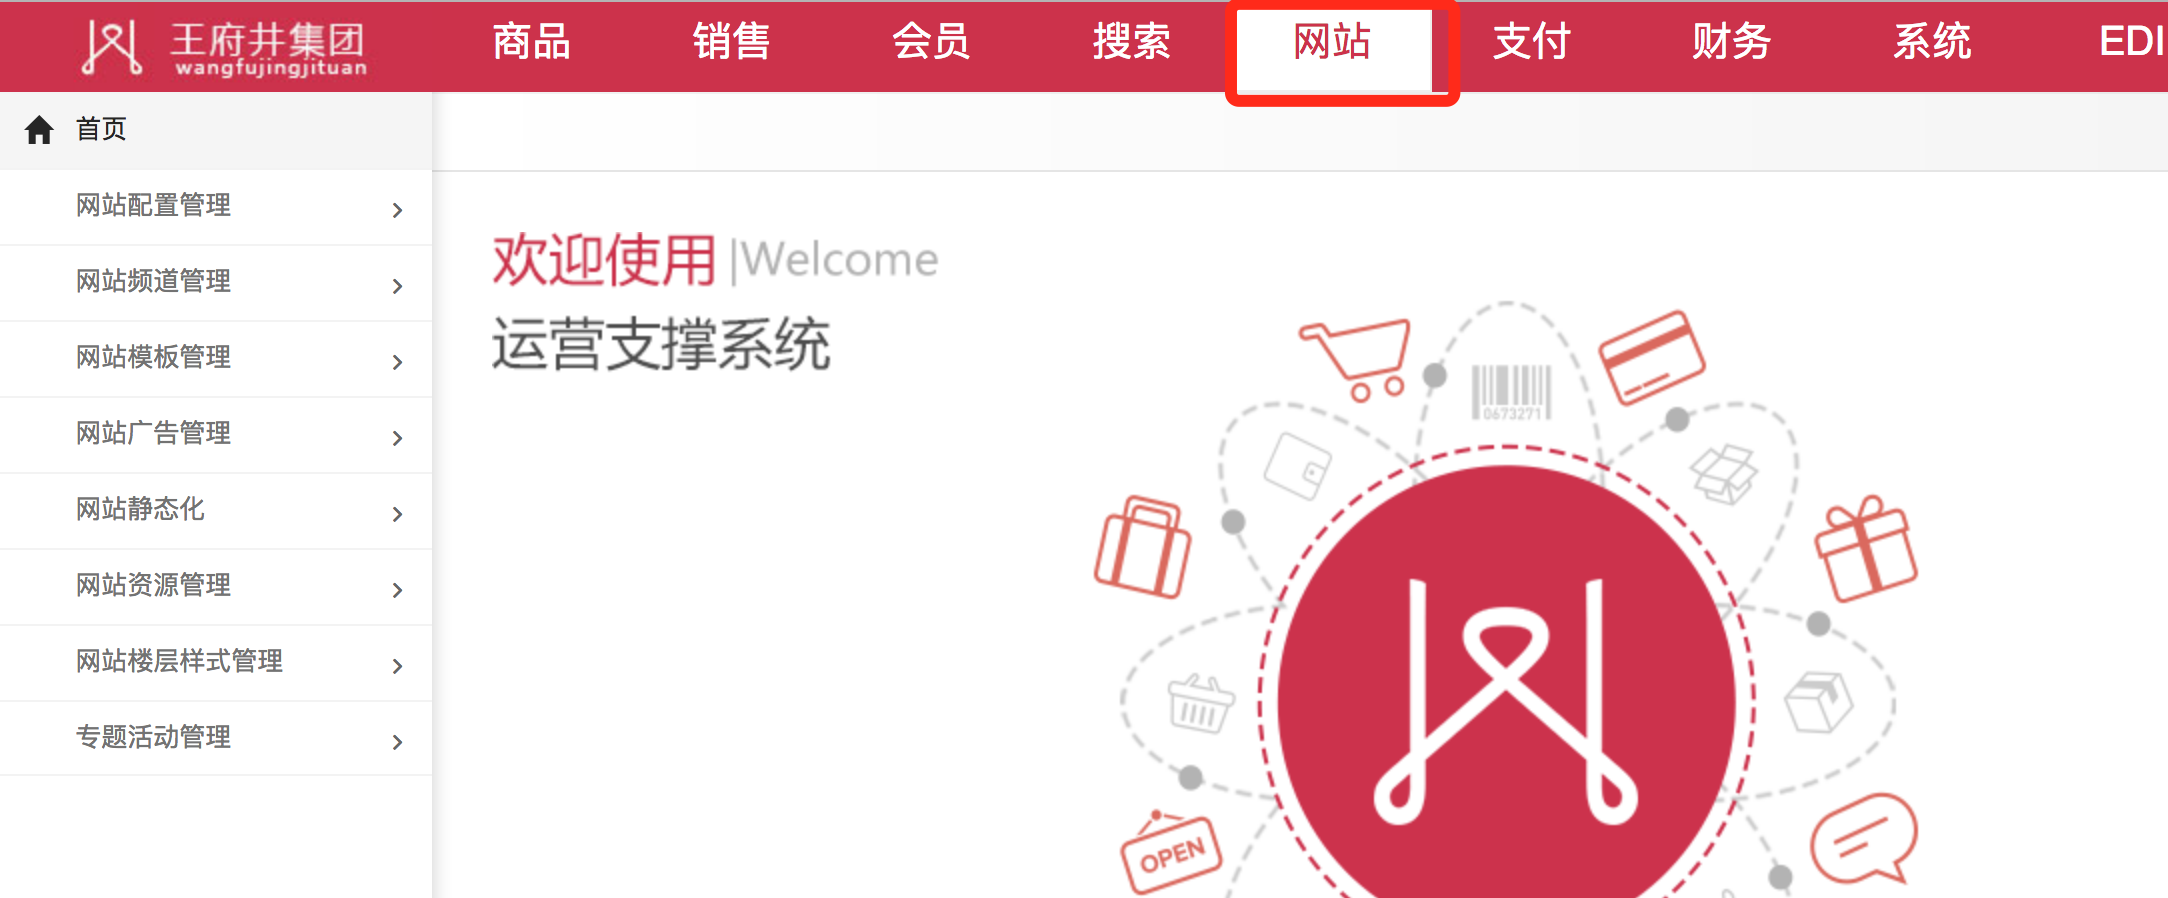 王府井集团
wangfujingjituan
商品 销售 会员 搜索 网站 支付 财务 系统 EDI
首页
网站配置管理
网站频道管理
网站模板管理
网站广告管理
网站静态化
网站资源管理
网站楼层样式管理
专题活动管理
欢迎使用 |Welcome
运营支撑系统
0673271
OPEN